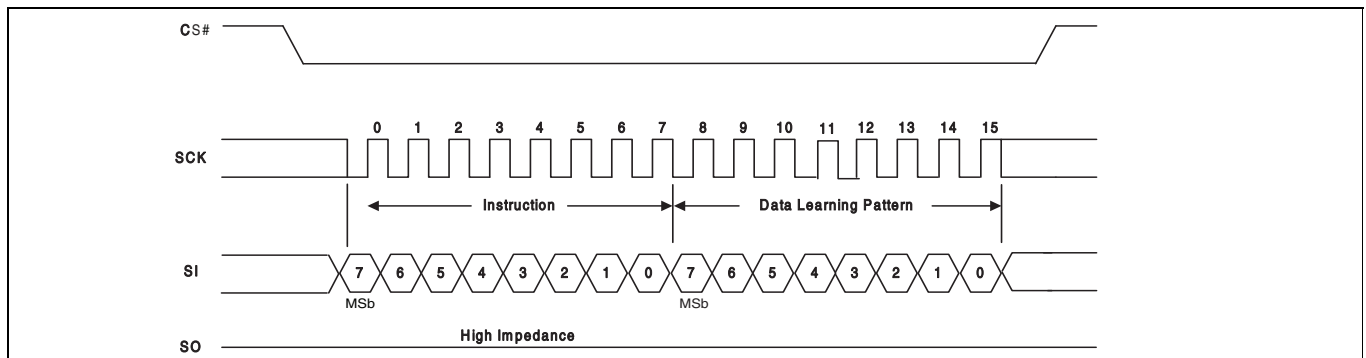 CS#
0 1 2 3 4 5 6 7 8 9 10 11 12 13 14 15
SCK
Instruction Data Learning Pattern
SI 7 6 5 4 3 2 1 0 7 6 5 4 3 2 1 0
MSb MSb
High Impedance
SO